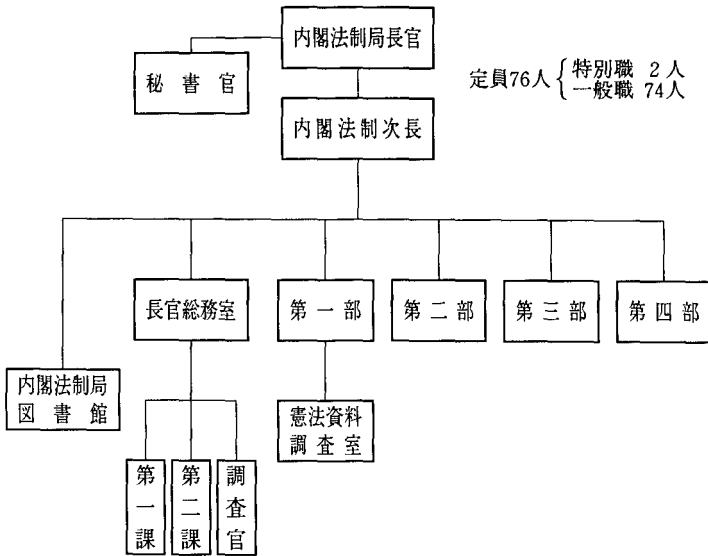 内閣法制局長官
秘書官
定員76人 { 特別職 2人
一般職 74人
内閣法制次長
長官総務室
第一部
第二部
第三部
第四部
内閣法制局
図書館
憲法資料
調査室
第一課
第二課
調査官